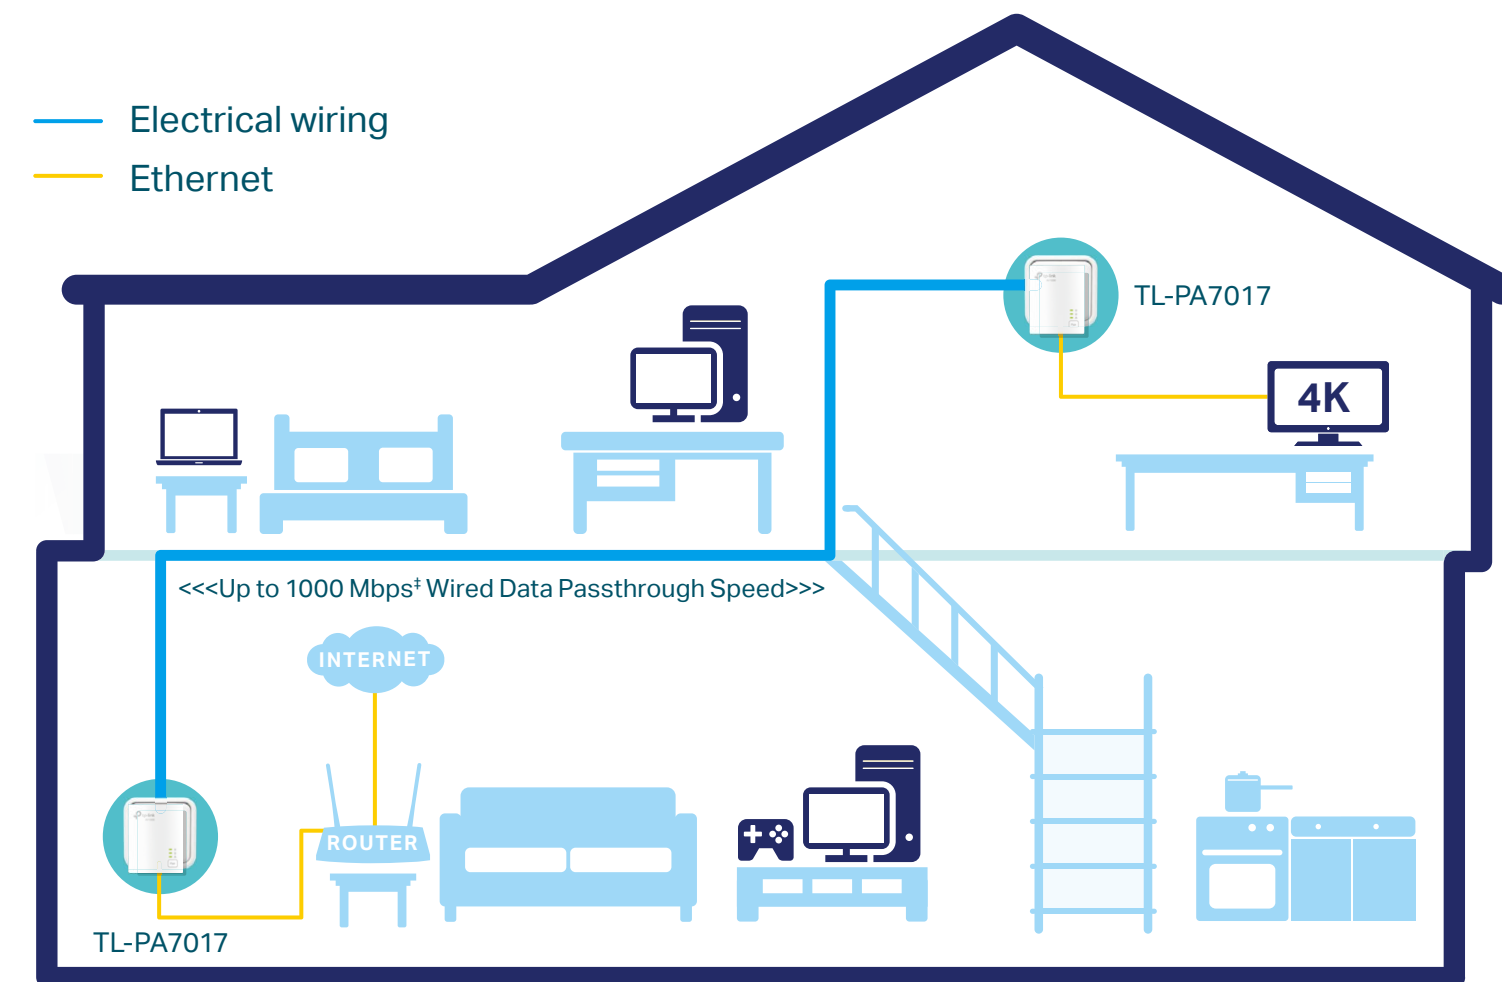 Electrical wiring
Ethernet
TL-PA7017
4K
<<<Up to 1000 Mbps‡ Wired Data Passthrough Speed>>>
INTERNET
ROUTER
TL-PA7017